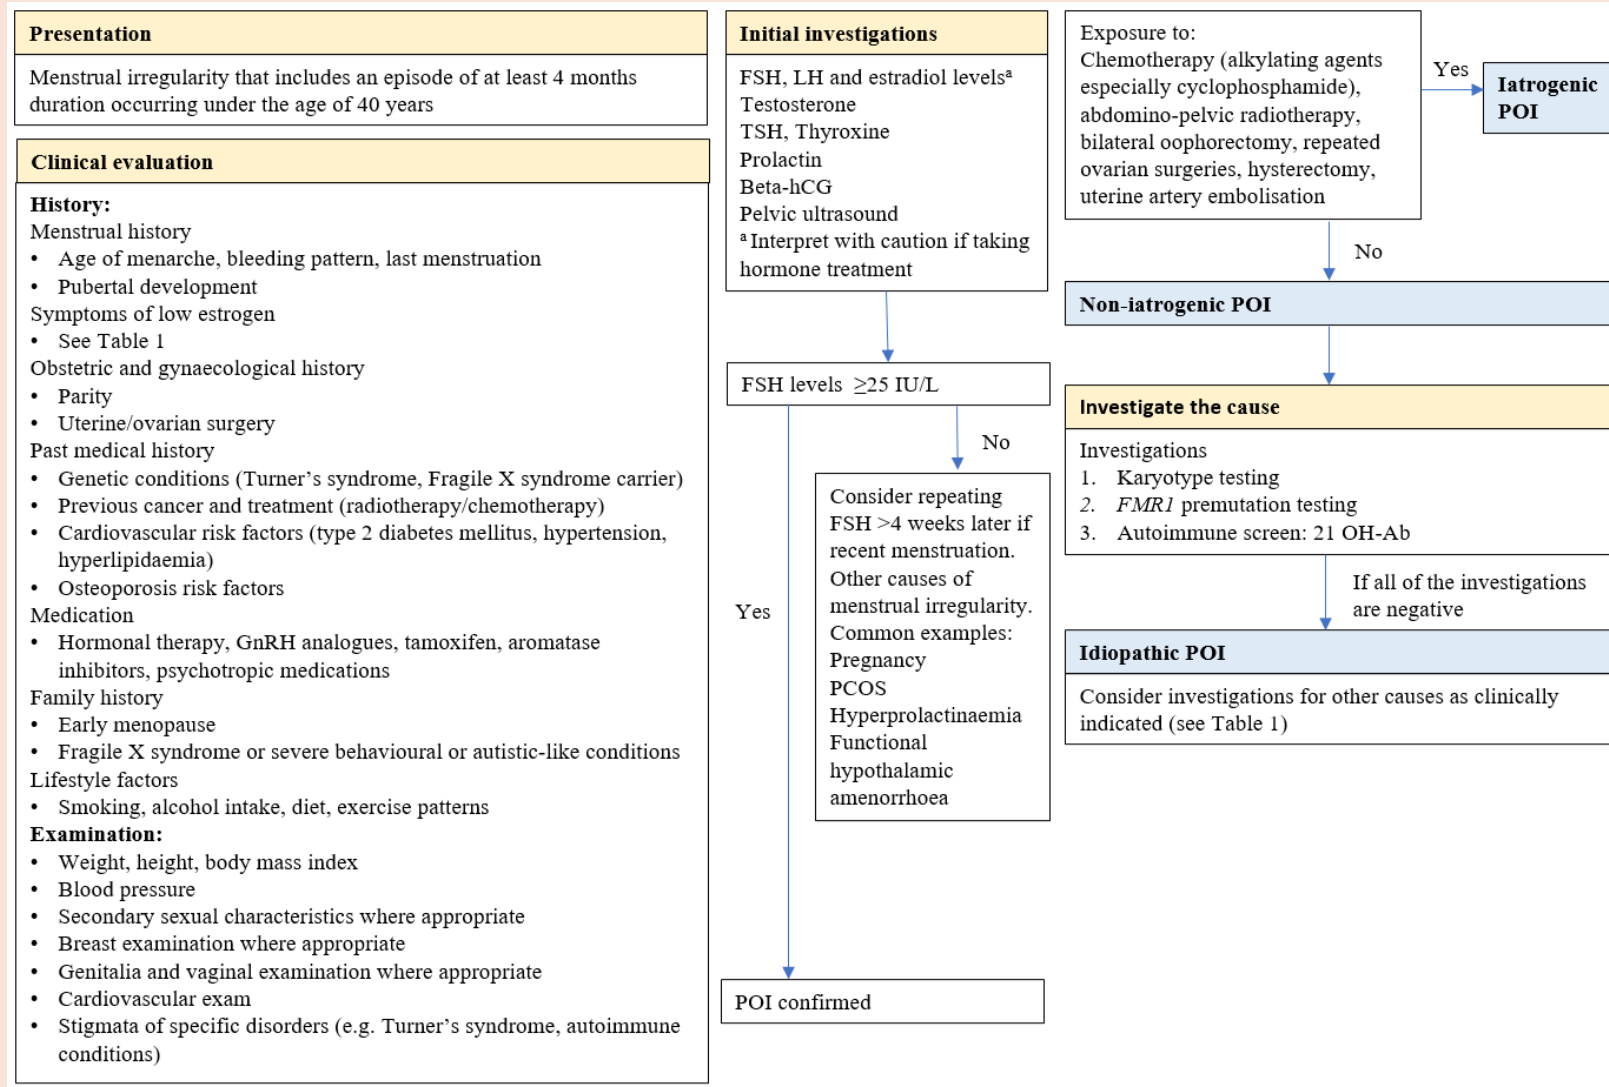 Presentation
Menstrual irregularity that includes an episode of at least 4 months
duration occurring under the age of 40 years
Clinical evaluation
History:
Menstrual history
• Age of menarche, bleeding pattern, last menstruation
• Pubertal development
Symptoms of low estrogen
• See Table 1
Obstetric and gynaecological history
• Parity
• Uterine/ovarian surgery
Past medical history
• Genetic conditions (Turner's syndrome, Fragile X syndrome carrier)
• Previous cancer and treatment (radiotherapy/chemotherapy)
• Cardiovascular risk factors (type 2 diabetes mellitus, hypertension,
hyperlipidaemia)
• Osteoporosis risk factors
Medication
• Hormonal therapy, GnRH analogues, tamoxifen, aromatase
inhibitors, psychotropic medications
Family history
• Early menopause
• Fragile X syndrome or severe behavioural or autistic-like conditions
Lifestyle factors
• Smoking, alcohol intake, diet, exercise patterns
Examination:
• Weight, height, body mass index
• Blood pressure
• Secondary sexual characteristics where appropriate
• Breast examination where appropriate
• Genitalia and vaginal examination where appropriate
• Cardiovascular exam
• Stigmata of specific disorders (e.g. Turner's syndrome, autoimmune
conditions)
Initial investigations
FSH, LH and estradiol levelsᵃ
Testosterone
TSH, Thyroxine
Prolactin
Beta-hCG
Pelvic ultrasound
ᵃ Interpret with caution if taking
hormone treatment
FSH levels ≥25 IU/L
No
Consider repeating
FSH >4 weeks later if
recent menstruation.
Other causes of
menstrual irregularity.
Common examples:
Pregnancy
PCOS
Hyperprolactinaemia
Functional
hypothalamic
amenorrhoea
Yes
POI confirmed
Exposure to:
Chemotherapy (alkylating agents
especially cyclophosphamide),
abdomino-pelvic radiotherapy,
bilateral oophorectomy, repeated
ovarian surgeries, hysterectomy,
uterine artery embolisation
Yes
Iatrogenic
POI
No
Non-iatrogenic POI
Investigate the cause
Investigations
1. Karyotype testing
2. FMR1 premutation testing
3. Autoimmune screen: 21 OH-Ab
If all of the investigations
are negative
Idiopathic POI
Consider investigations for other causes as clinically
indicated (see Table 1)